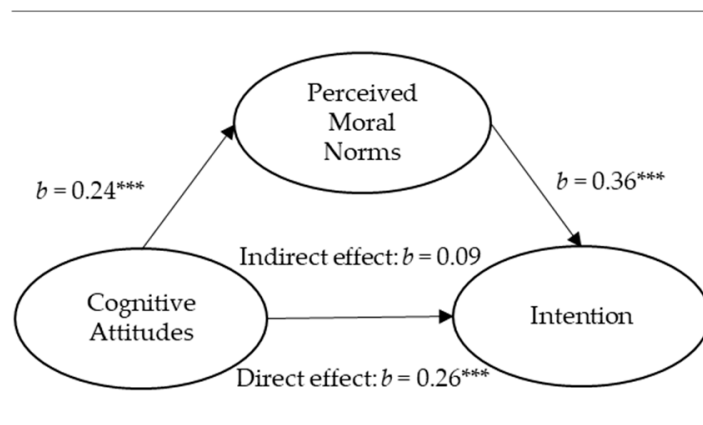 Perceived
Moral
Norms
b = 0.24***
b = 0.36***
Indirect effect: b = 0.09
Cognitive
Attitudes
Intention
Direct effect: b = 0.26***